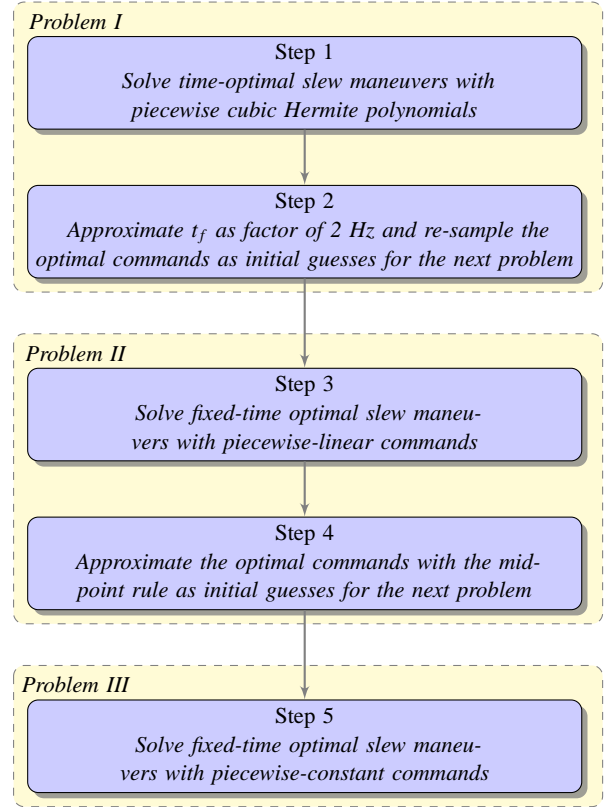 Problem I
Step 1
Solve time-optimal slew maneuvers with
piecewise cubic Hermite polynomials
Step 2
Approximate t_f as factor of 2 Hz and re-sample the
optimal commands as initial guesses for the next problem
Problem II
Step 3
Solve fixed-time optimal slew maneu-
vers with piecewise-linear commands
Step 4
Approximate the optimal commands with the mid-
point rule as initial guesses for the next problem
Problem III
Step 5
Solve fixed-time optimal slew maneu-
vers with piecewise-constant commands